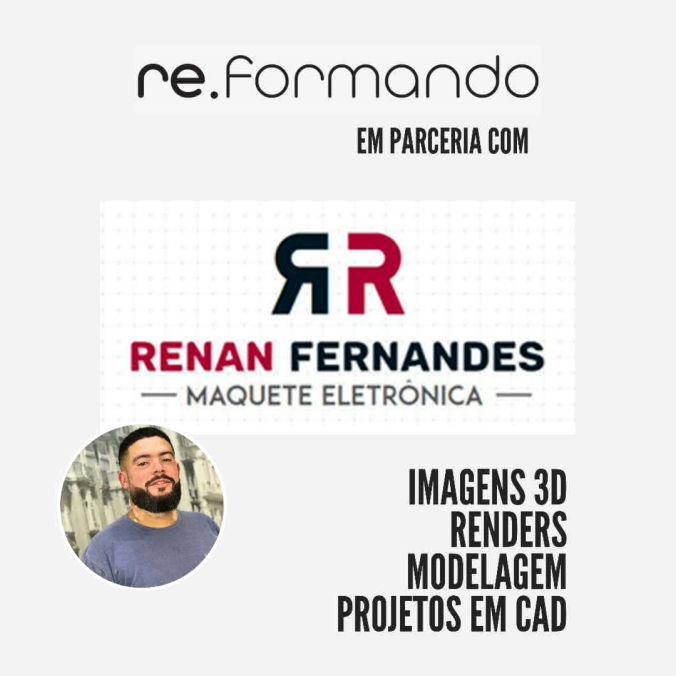 re.formando
EM PARCERIA COM
RR
RENAN FERNANDES
MAQUETE ELETRÔNICA
IMAGENS 3D
RENDERS
MODELAGEM
PROJETOS EM CAD